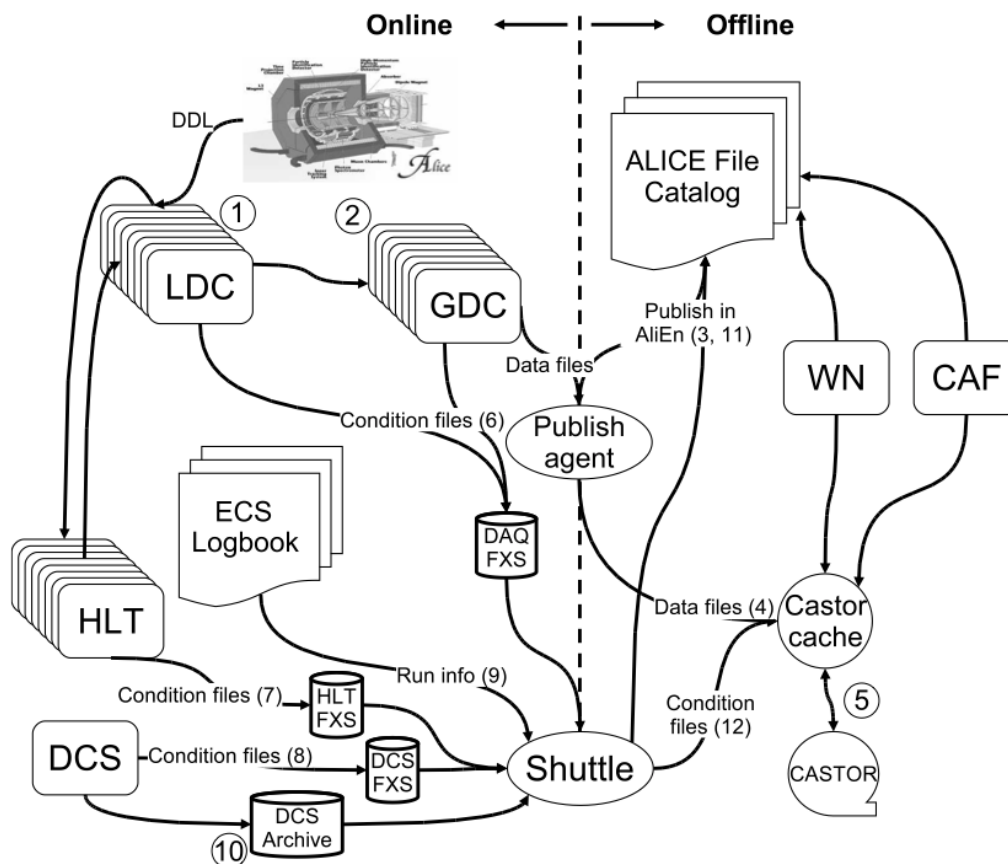 Online
Offline
DDL
Alice
ALICE File
Catalog
1
2
LDC
GDC
Publish in
AliEn (3, 11)
Data files
WN
CAF
Condition files (6)
Publish
agent
ECS
Logbook
DAQ
FXS
HLT
Data files (4)
Castor
cache
Run info (9)
Condition files (7)
HLT
FXS
Condition
files (12)
5
DCS
Condition files (8)
DCS
FXS
Shuttle
CASTOR
DCS
Archive
10